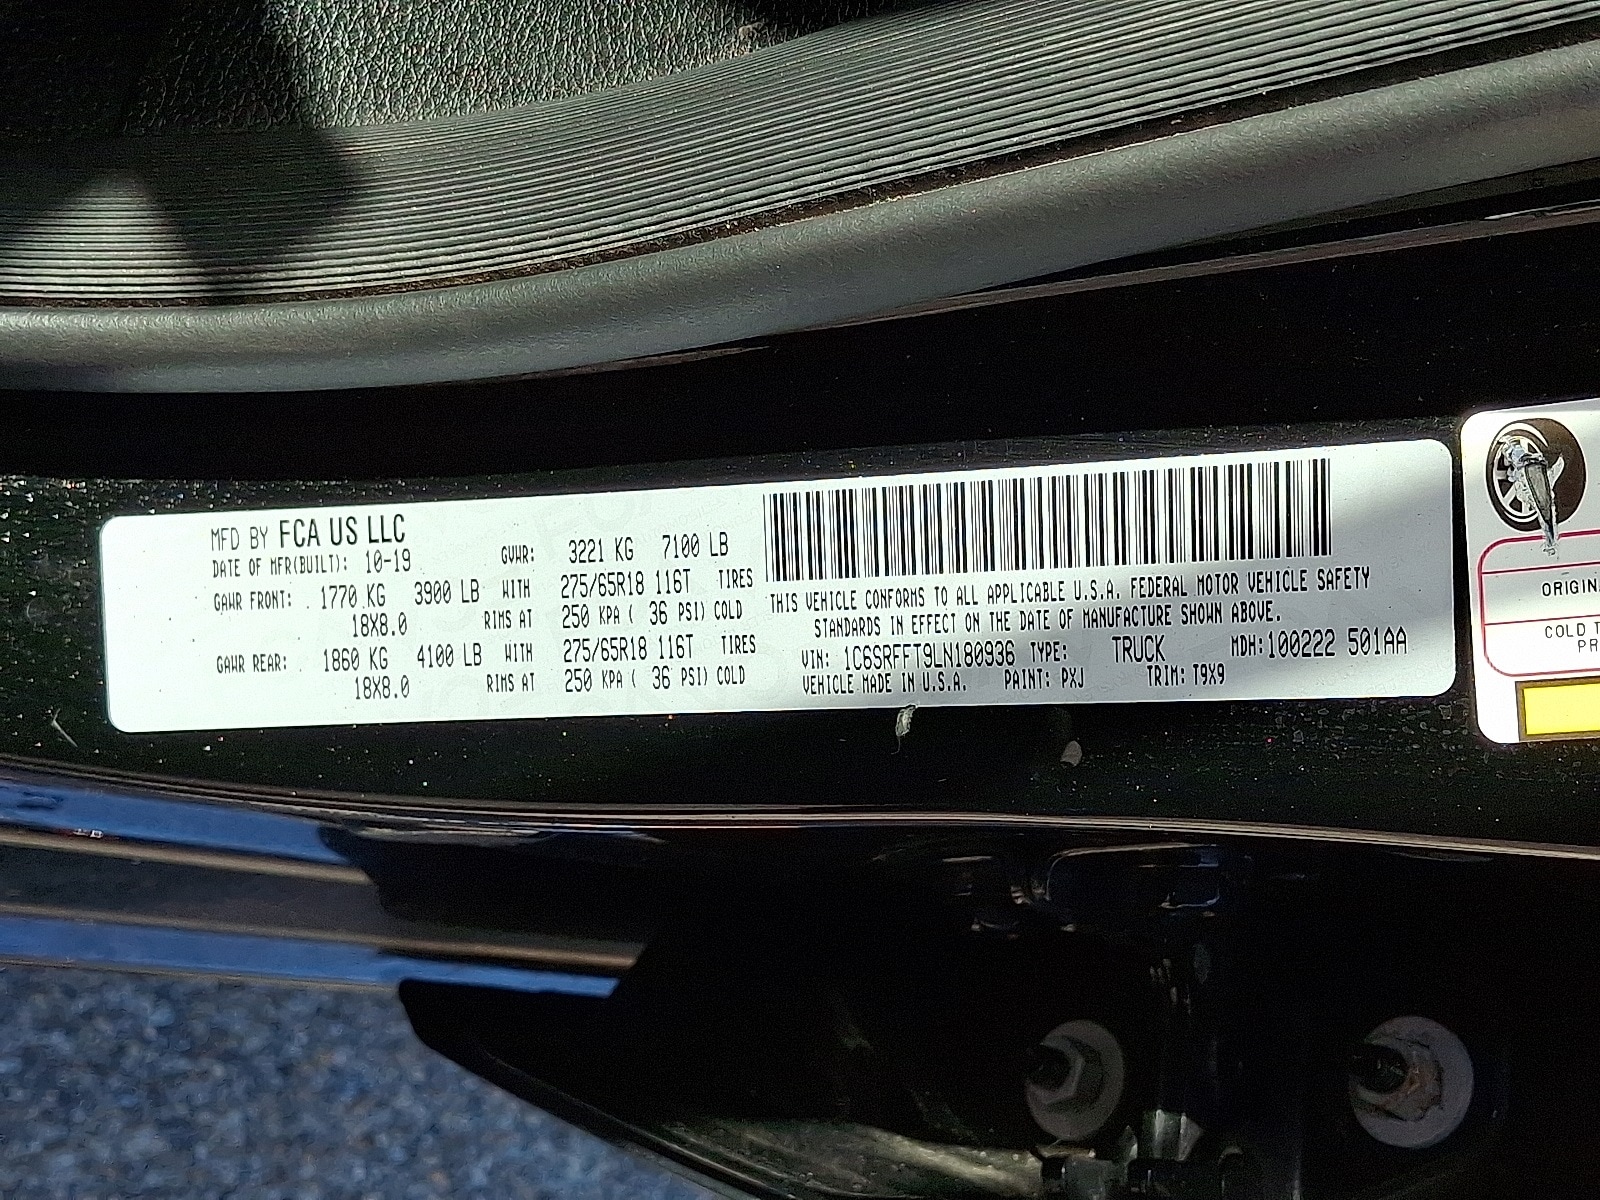 MFD BY FCA US LLC
DATE OF MFR(BUILT): 10-19 GVWR: 3221 KG 7100 LB
GAWR FRONT: 1770 KG 3900 LB WITH 275/65R18 116T TIRES
18X8.0 RIMS AT 250 KPA ( 36 PSI) COLD
GAWR REAR: 1860 KG 4100 LB WITH 275/65R18 116T TIRES
18X8.0 RIMS AT 250 KPA ( 36 PSI) COLD
THIS VEHICLE CONFORMS TO ALL APPLICABLE U.S.A. FEDERAL MOTOR VEHICLE SAFETY
STANDARDS IN EFFECT ON THE DATE OF MANUFACTURE SHOWN ABOVE.
VIN: 1C6SRFFT9LN180936 TYPE: TRUCK MDH:100222 501AA
VEHICLE MADE IN U.S.A. PAINT: PXJ TRIM: T9X9
ORIGIN
COLD T
PR